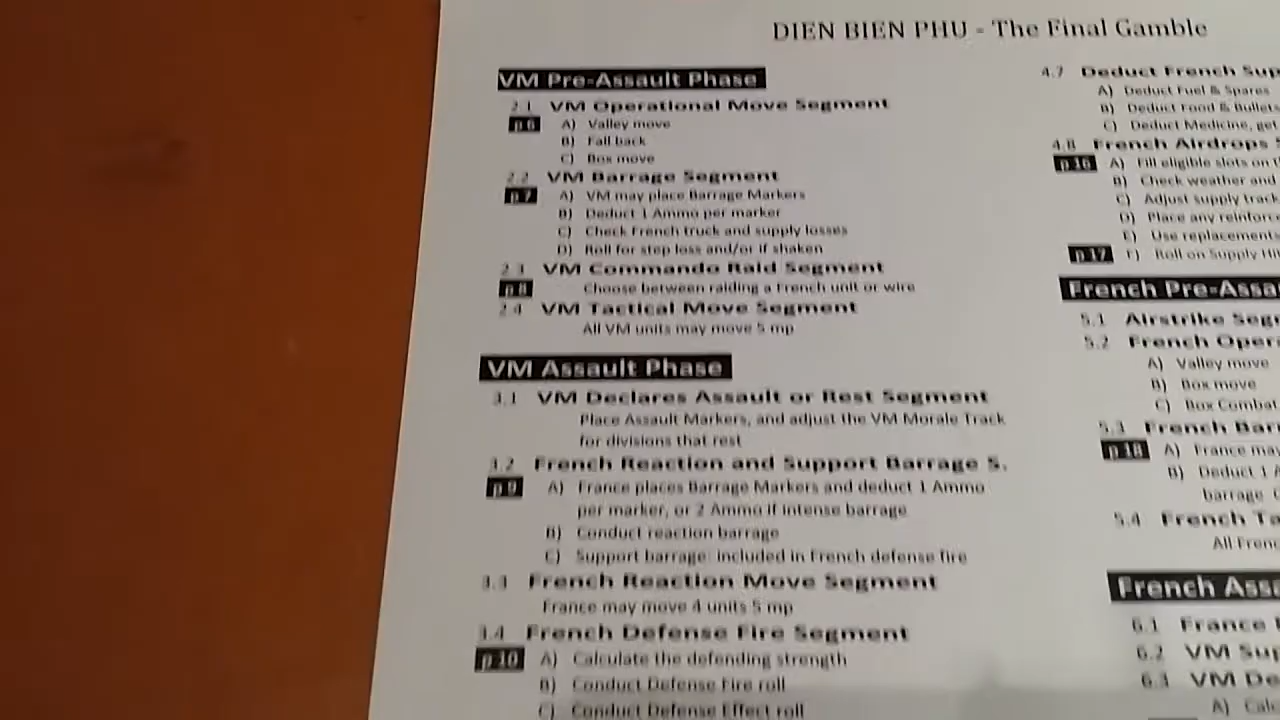 DIEN BIEN PHU - The Final Gamble
VM Pre-Assault Phase
2.1 VM Operational Move Segment
p 6 A) Valley move
B) Fall back
C) Box move
2.2 VM Barrage Segment
p 7 A) VM may place Barrage Markers
B) Deduct 1 Ammo per marker
C) Check French truck and supply losses
D) Roll for step loss and/or if shaken
2.3 VM Commando Raid Segment
p 8 Choose between raiding a French unit or wire
2.4 VM Tactical Move Segment
All VM units may move 5 mp
VM Assault Phase
3.1 VM Declares Assault or Rest Segment
Place Assault Markers, and adjust the VM Morale Track
for divisions that rest
3.2 French Reaction and Support Barrage S.
p 9 A) France places Barrage Markers and deduct 1 Ammo
per marker, or 2 Ammo if intense barrage
B) Conduct reaction barrage
C) Support barrage: included in French defense fire
3.3 French Reaction Move Segment
France may move 4 units 5 mp
3.4 French Defense Fire Segment
p 10 A) Calculate the defending strength
B) Conduct Defense Fire roll
C) Conduct Defense Effect roll
4.7 Deduct French Sup
A) Deduct Fuel & Spares
B) Deduct Food & Bullets
C) Deduct Medicine, get
4.8 French Airdrops S
p 16 A) Fill eligible slots on t
B) Check weather and
C) Adjust supply track
D) Place any reinforc
E) Use replacements
p 17 F) Roll on Supply Hi
French Pre-Assa
5.1 Airstrike Seg
5.2 French Oper
A) Valley move
B) Box move
C) Box Combat
5.3 French Bar
p 18 A) France may
B) Deduct 1 A
barrage
5.4 French Ta
All Fren
French Ass
6.1 France
6.2 VM Sup
6.3 VM De
A) Calc